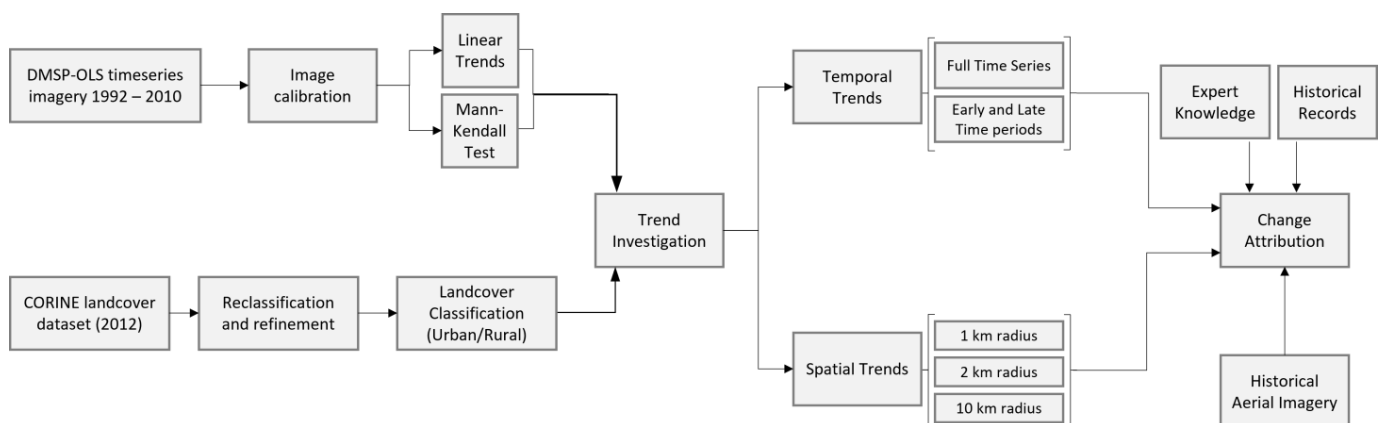 DMSP-OLS timeseries
imagery 1992 – 2010
Image
calibration
Linear
Trends
Mann-
Kendall
Test
CORINE landcover
dataset (2012)
Reclassification
and refinement
Landcover
Classification
(Urban/Rural)
Trend
Investigation
Temporal
Trends
Full Time Series
Early and Late
Time periods
Spatial Trends
1 km radius
2 km radius
10 km radius
Expert
Knowledge
Historical
Records
Change
Attribution
Historical
Aerial Imagery